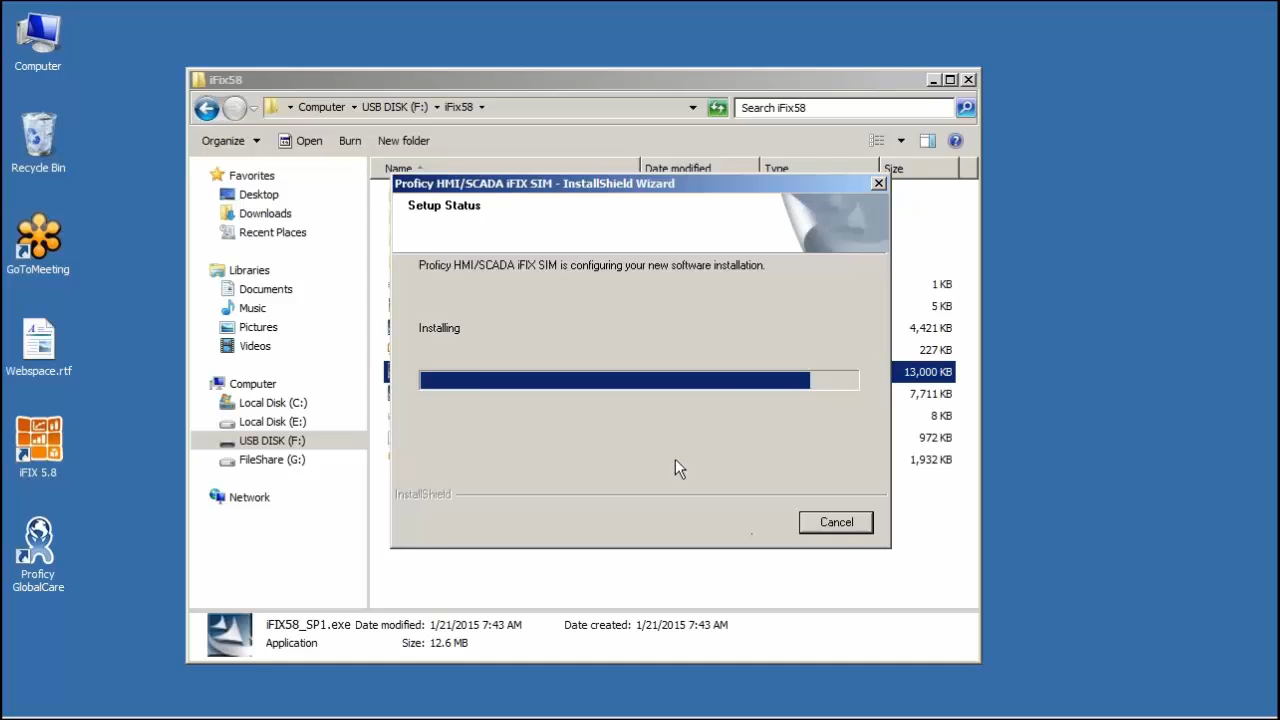 Computer
Recycle Bin
GoToMeeting
Webspace.rtf
iFIX 5.8
Proficy
GlobalCare
iFix58
Computer
USB DISK (F:)
iFix58
Search iFix58
Organize
Open
Burn
New folder
Favorites
Desktop
Downloads
Recent Places
Libraries
Documents
Music
Pictures
Videos
Computer
Local Disk (C:)
Local Disk (E:)
USB DISK (F:)
FileShare (G:)
Network
Name
Date modified
Type
Size
1 KB
5 KB
4,421 KB
227 KB
13,000 KB
7,711 KB
8 KB
972 KB
1,932 KB
Proficy HMI/SCADA iFIX SIM - InstallShield Wizard
Setup Status
Proficy HMI/SCADA iFIX SIM is configuring your new software installation.
Installing
InstallShield
Cancel
iFIX58_SP1.exe Date modified: 1/21/2015 7:43 AM
Date created: 1/21/2015 7:43 AM
Application
Size: 12.6 MB